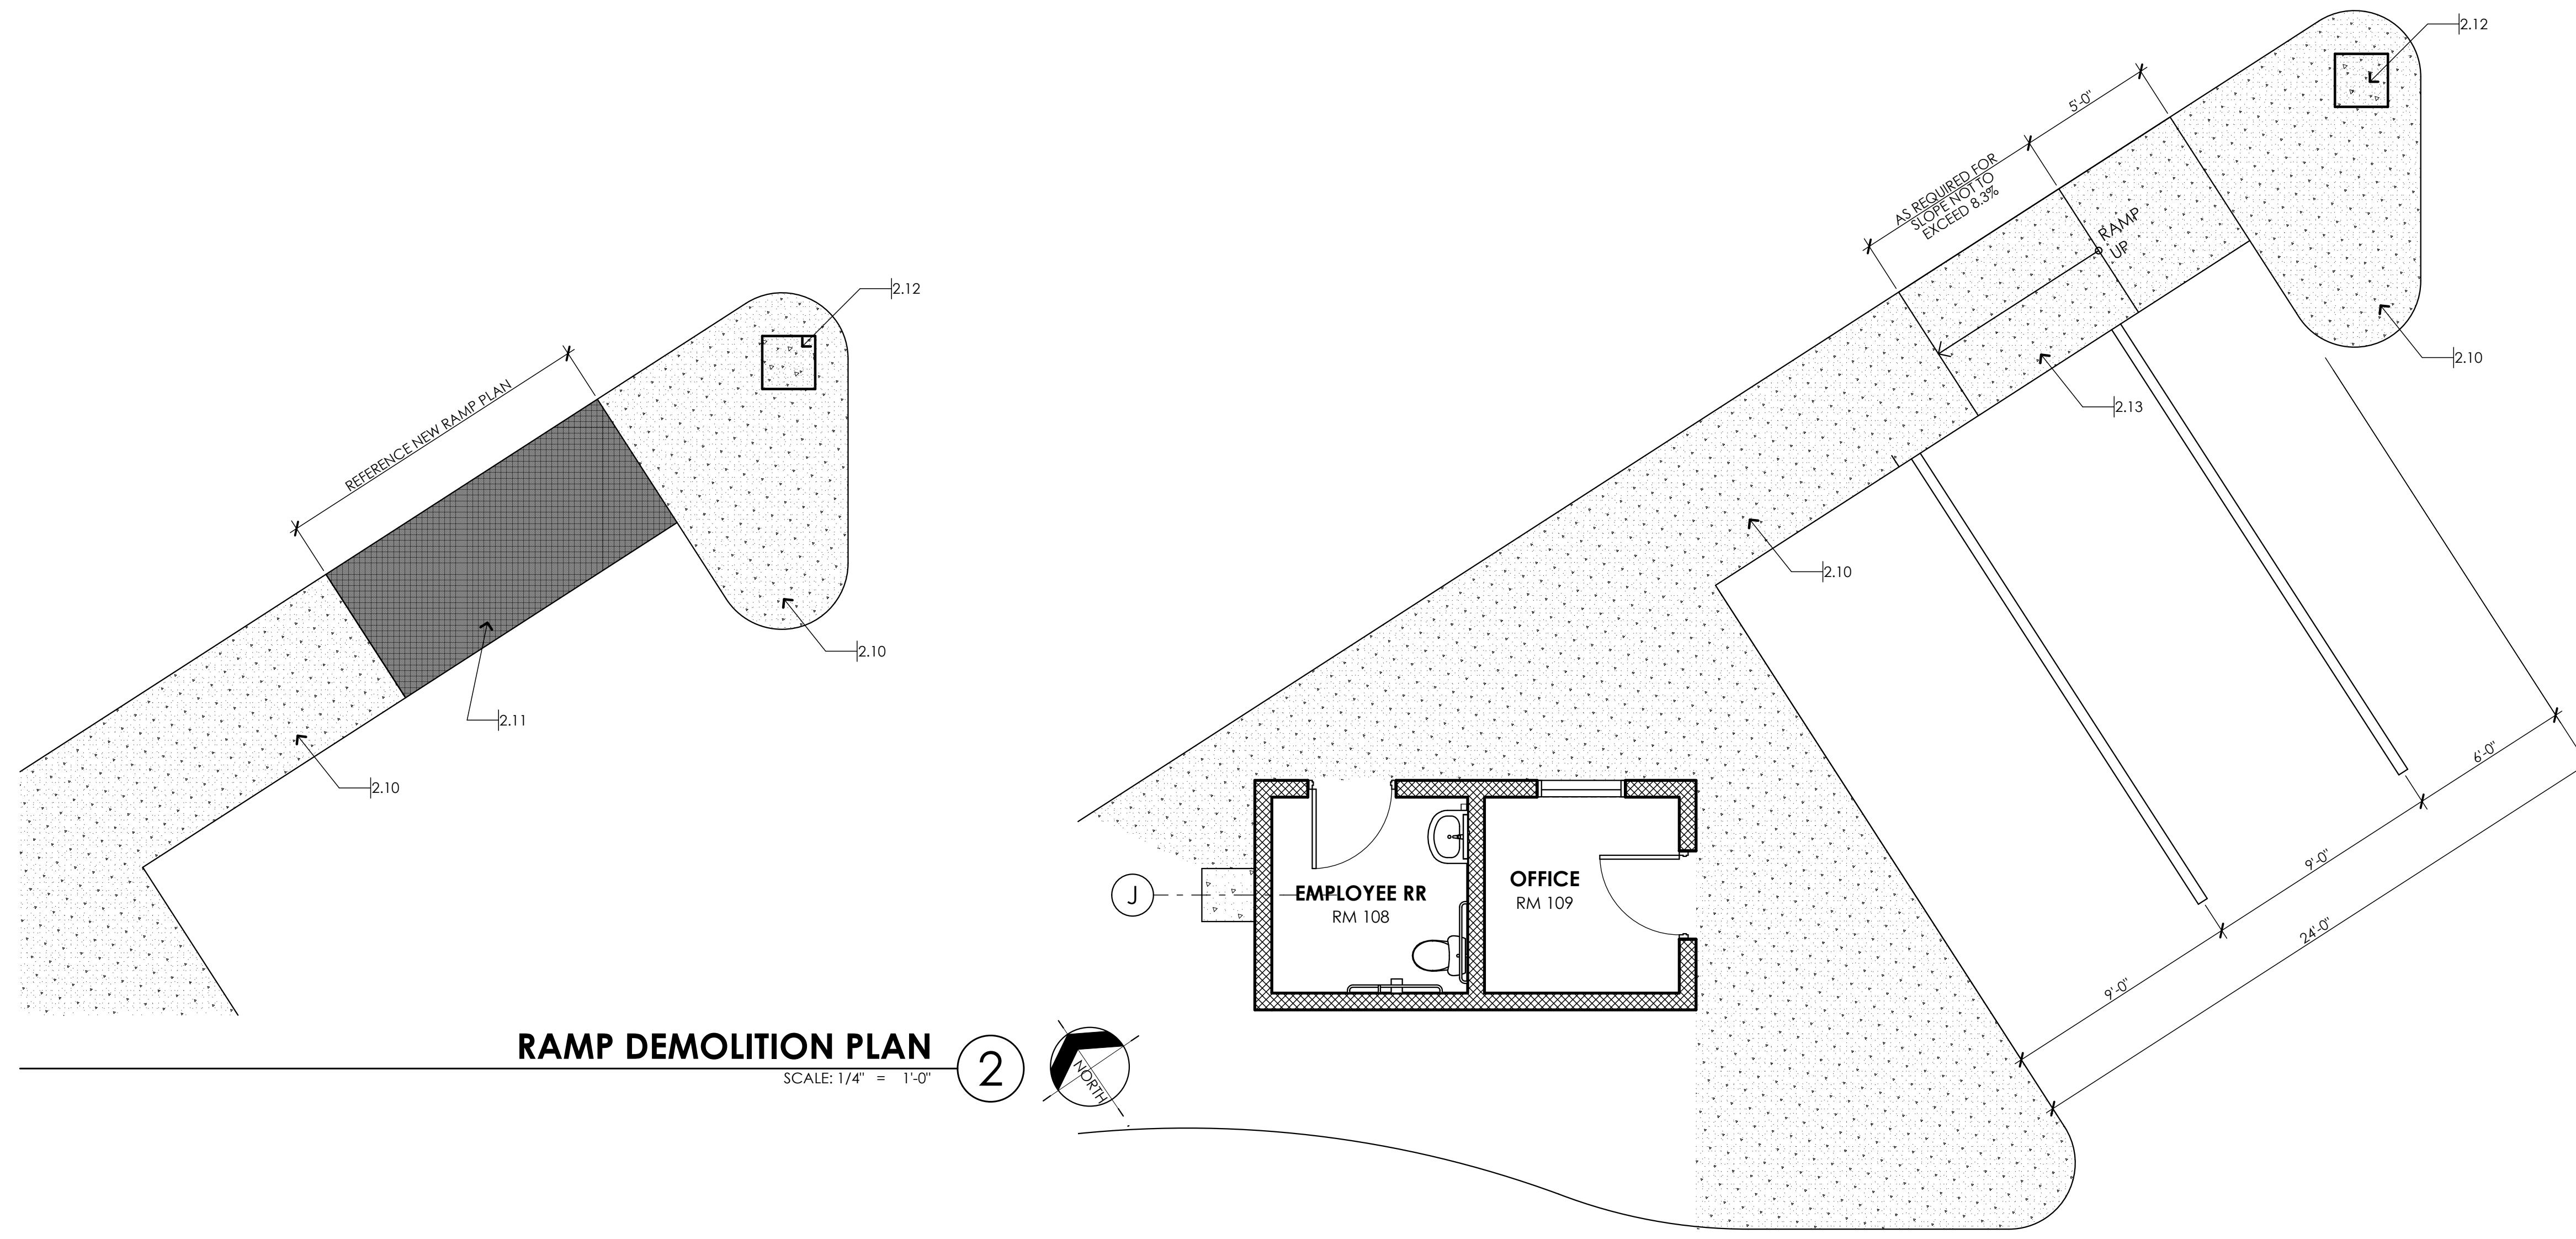 2.12
REFERENCE NEW RAMP PLAN
2.10
2.11
2.10
RAMP DEMOLITION PLAN
SCALE: 1/4" = 1'-0"
2
NORTH
2.12
5'-0"
AS REQUIRED FOR
SLOPE NOT TO
EXCEED 8.3%
RAMP
UP
2.10
2.13
2.10
J
EMPLOYEE RR
RM 108
OFFICE
RM 109
6'-0"
9'-0"
24'-0"
9'-0"